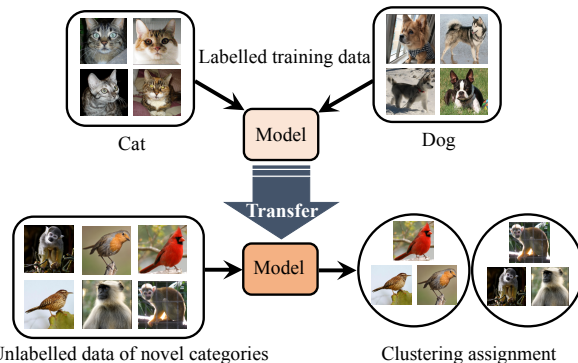 Labelled training data
Cat
Model
Dog
Transfer
Model
Unlabelled data of novel categories
Clustering assignment